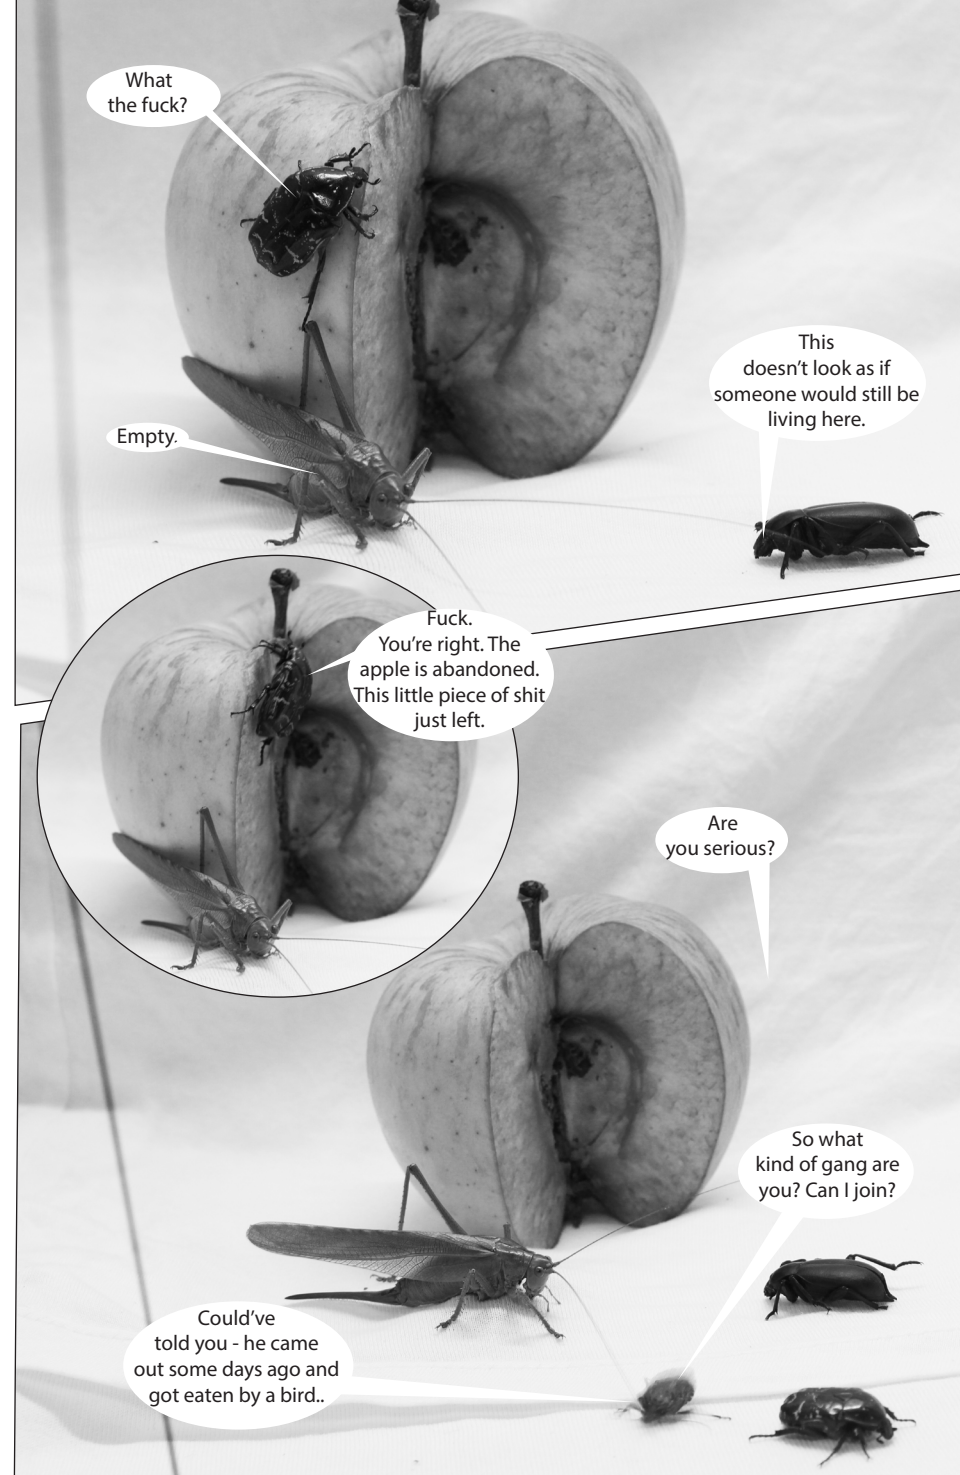 What
the fuck?
This
doesn't look as if
someone would still be
living here.
Empty.
Fuck.
You're right. The
apple is abandoned.
This little piece of shit
just left.
Are
you serious?
So what
kind of gang are
you? Can I join?
Could've
told you - he came
out some days ago and
got eaten by a bird..